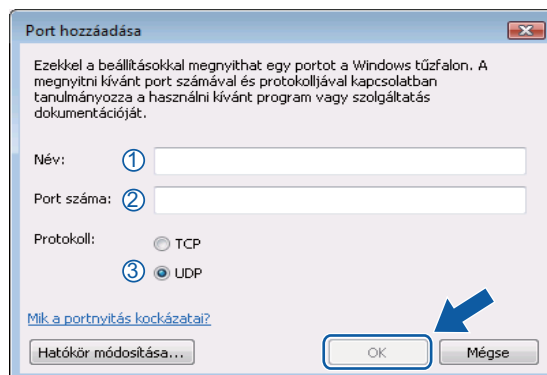 Port hozzáadása
Ezekkel a beállításokkal megnyithat egy portot a Windows tűzfalon. A
megnyitni kívánt port számával és protokolljával kapcsolatban
tanulmányozza a használni kívánt program vagy szolgáltatás
dokumentációját.
Név: 1
Port száma: 2
Protokoll: TCP
3 UDP
Mik a portnyitás kockázatai?
Hatókör módosítása... OK Mégse